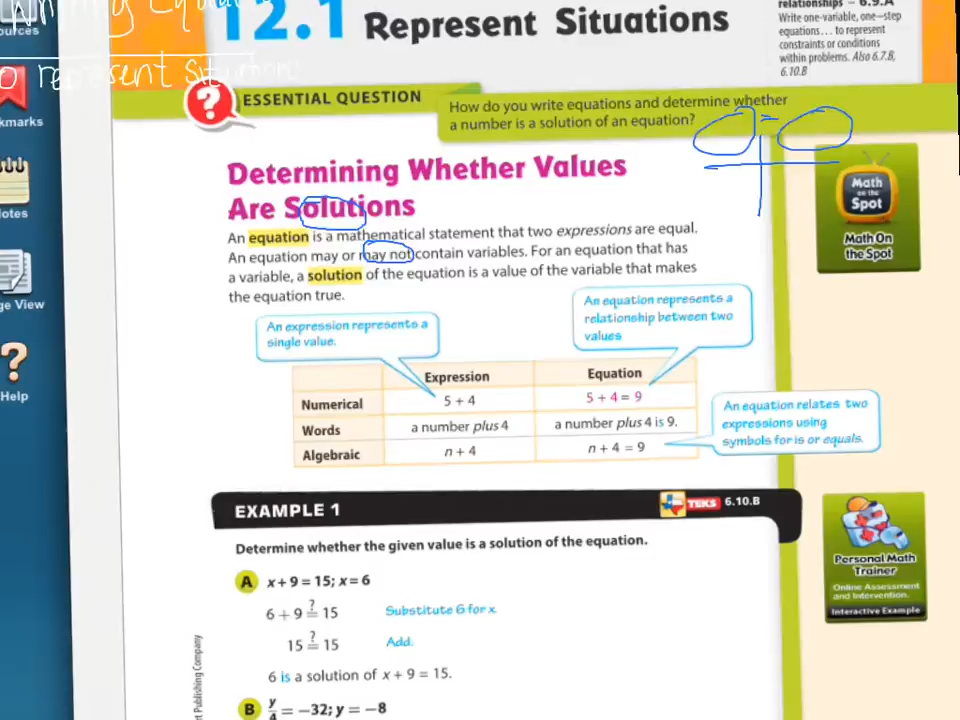 Writing Equa
o represent situation
ources
kmarks
otes
ge View
Help
12.1
Represent Situations
relationships – 6.9.A
Write one-variable, one-step
equations... to represent
constraints or conditions
within problems. Also 6.7.B,
6.10.B
?
ESSENTIAL QUESTION
How do you write equations and determine whether
a number is a solution of an equation?
=
Determining Whether Values
Are Solutions
An equation is a mathematical statement that two expressions are equal.
An equation may or may not contain variables. For an equation that has
a variable, a solution of the equation is a value of the variable that makes
the equation true.
Math
on the
Spot
Math On
the Spot
An expression represents a
single value.
An equation represents a
relationship between two
values
Expression Equation
Numerical 5 + 4 5 + 4 = 9
Words a number plus 4 a number plus 4 is 9.
Algebraic n + 4 n + 4 = 9
An equation relates two
expressions using
symbols for is or equals.
EXAMPLE 1
TEKS 6.10.B
Determine whether the given value is a solution of the equation.
A x + 9 = 15; x = 6
6 + 9 ≟ 15 Substitute 6 for x.
15 ≟ 15 Add.
6 is a solution of x + 9 = 15.
B y/4 = −32; y = −8
Personal Math
Trainer
Online Assessment
and Intervention.
Interactive Example
t Publishing Company